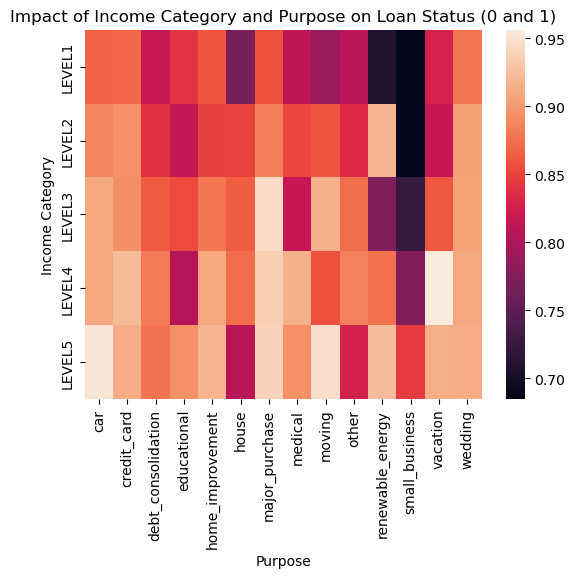 Impact of Income Category and Purpose on Loan Status (0 and 1)
Income Category
LEVEL1
LEVEL2
LEVEL3
LEVEL4
LEVEL5
car
credit_card
debt_consolidation
educational
home_improvement
house
major_purchase
medical
moving
other
renewable_energy
small_business
vacation
wedding
Purpose
0.95
0.90
0.85
0.80
0.75
0.70